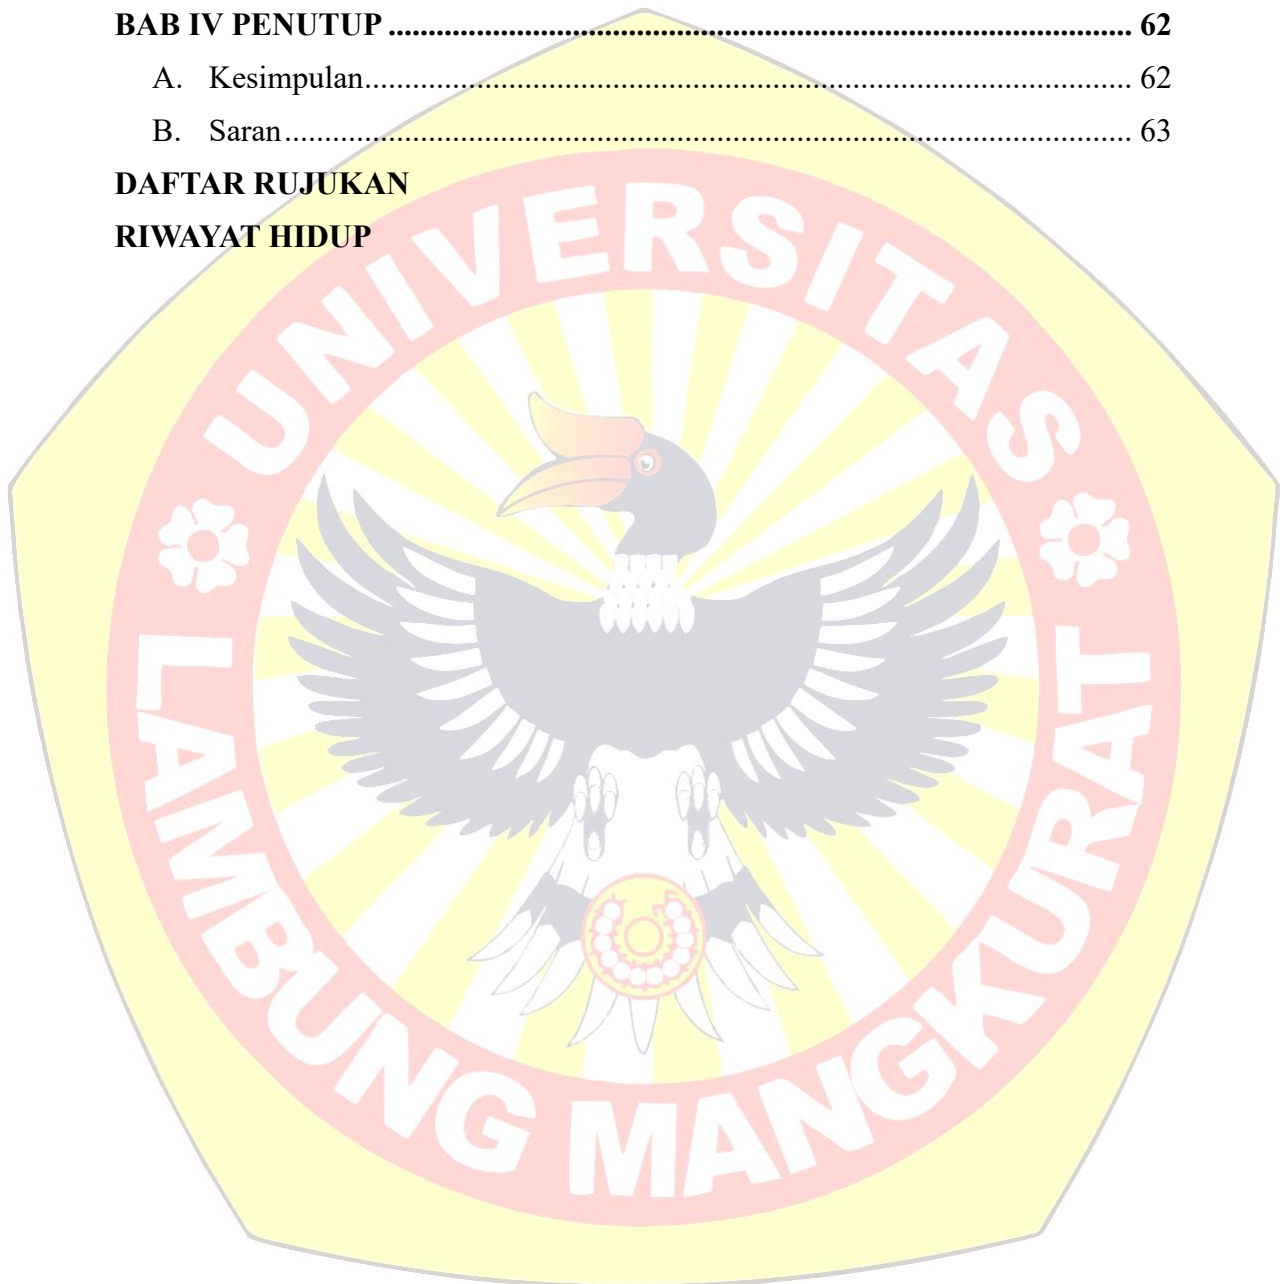 BAB IV PENUTUP ............................................................................................... 62
A. Kesimpulan................................................................................................. 62
B. Saran........................................................................................................... 63
DAFTAR RUJUKAN
RIWAYAT HIDUP
UNIVERSITAS
LAMBUNG MANGKURAT